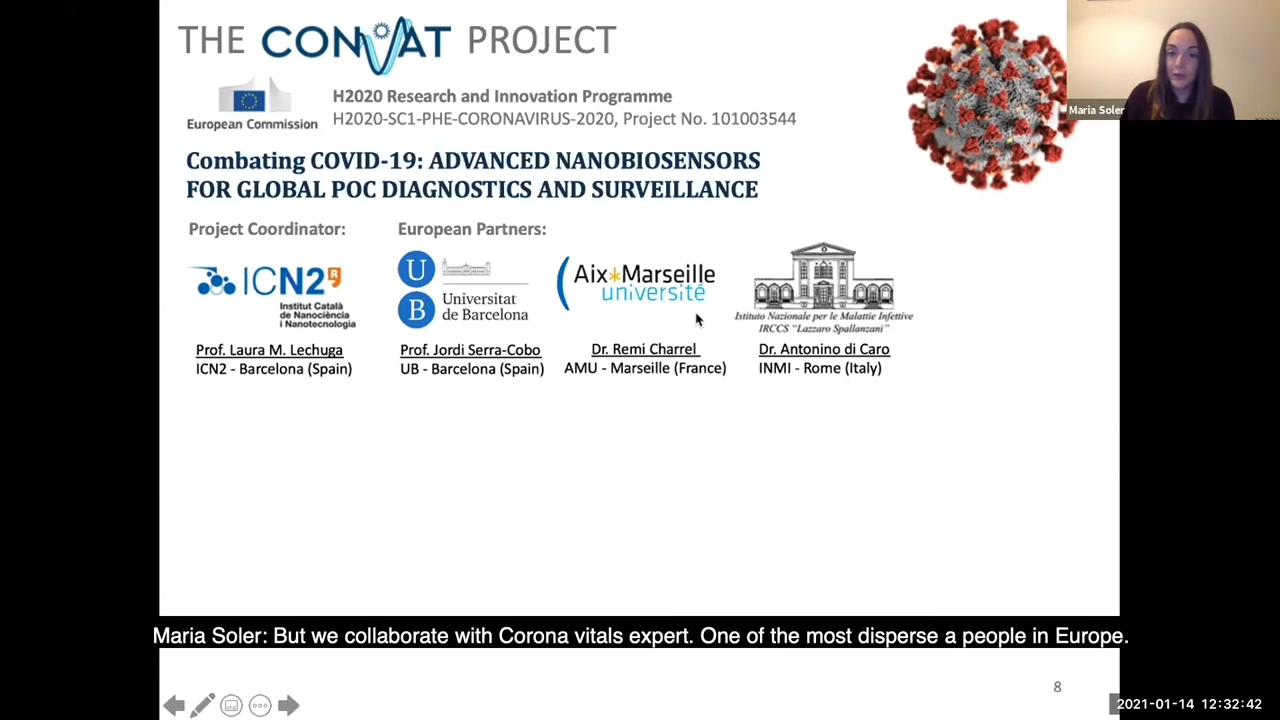 THE CONVAT PROJECT
Maria Soler
European Commission
H2020 Research and Innovation Programme
H2020-SC1-PHE-CORONAVIRUS-2020, Project No. 101003544
Combating COVID-19: ADVANCED NANOBIOSENSORS
FOR GLOBAL POC DIAGNOSTICS AND SURVEILLANCE
Project Coordinator:
European Partners:
ICN2R
Institut Català
de Nanociència
i Nanotecnologia
U
B
Universitat
de Barcelona
Aix*Marseille
université
Istituto Nazionale per le Malattie Infettive
IRCCS "Lazzaro Spallanzani"
Prof. Laura M. Lechuga
ICN2 - Barcelona (Spain)
Prof. Jordi Serra-Cobo
UB - Barcelona (Spain)
Dr. Remi Charrel
AMU - Marseille (France)
Dr. Antonino di Caro
INMI - Rome (Italy)
Maria Soler: But we collaborate with Corona vitals expert. One of the most disperse a people in Europe.
8
2021-01-14 12:32:42